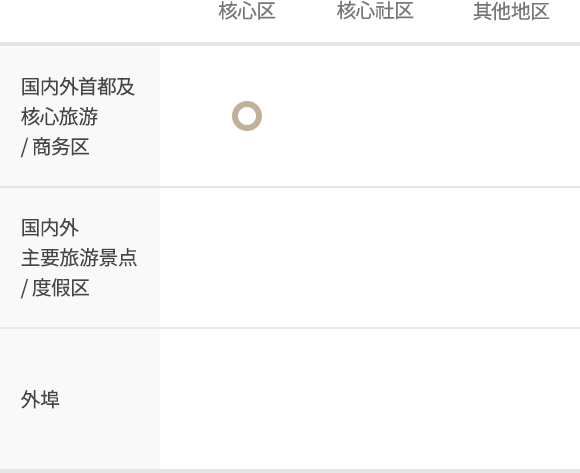 核心区 核心社区 其他地区
国内外首都及
核心旅游
/ 商务区
国内外
主要旅游景点
/ 度假区
外埠